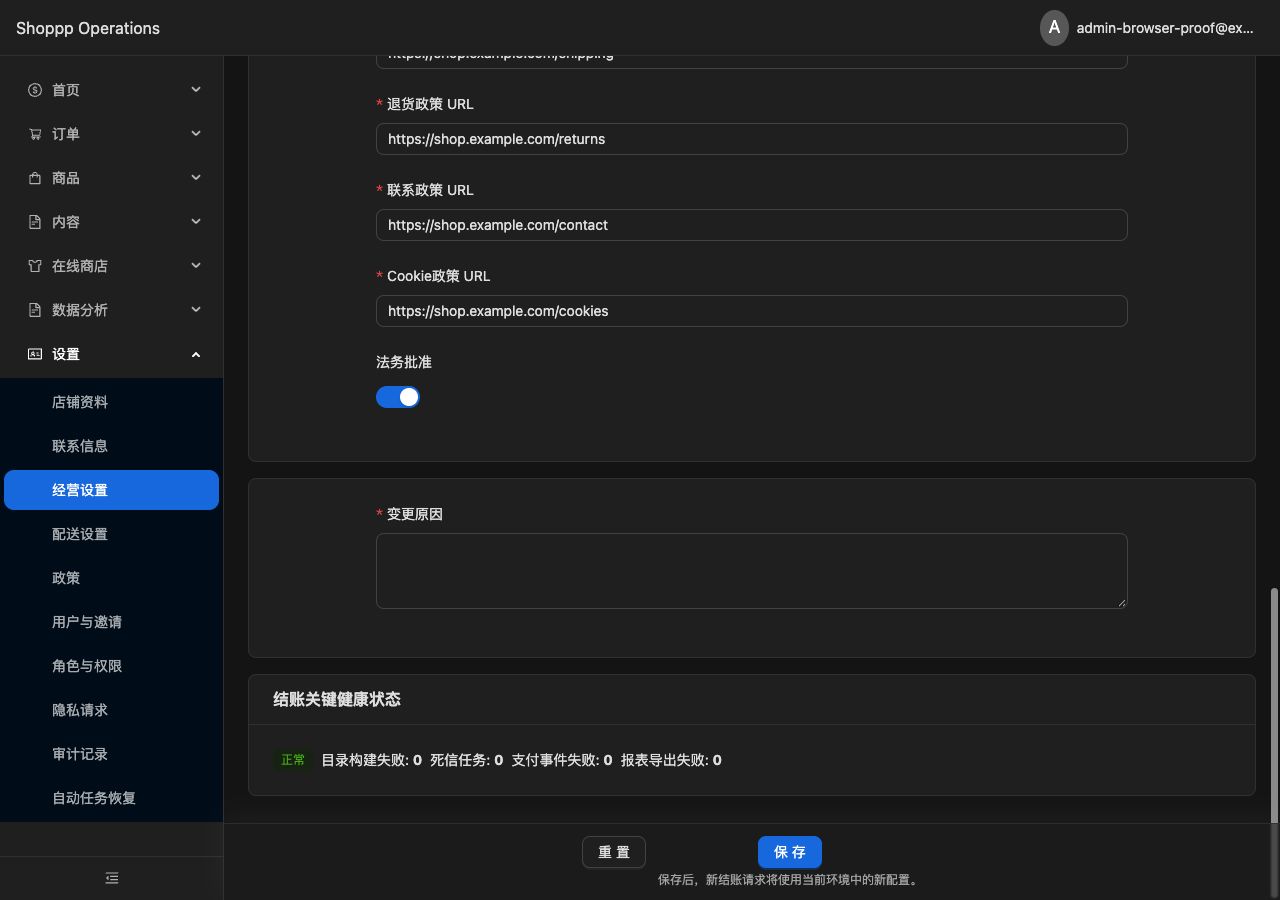 Shoppp Operations
A
admin-browser-proof@ex...
首页
订单
商品
内容
在线商店
数据分析
设置
店铺资料
联系信息
经营设置
配送设置
政策
用户与邀请
角色与权限
隐私请求
审计记录
自动任务恢复
https://shop.example.com/shipping
* 退货政策 URL
https://shop.example.com/returns
* 联系政策 URL
https://shop.example.com/contact
* Cookie政策 URL
https://shop.example.com/cookies
法务批准
* 变更原因
结账关键健康状态
正常 目录构建失败: 0 死信任务: 0 支付事件失败: 0 报表导出失败: 0
重 置
保 存
保存后，新结账请求将使用当前环境中的新配置。